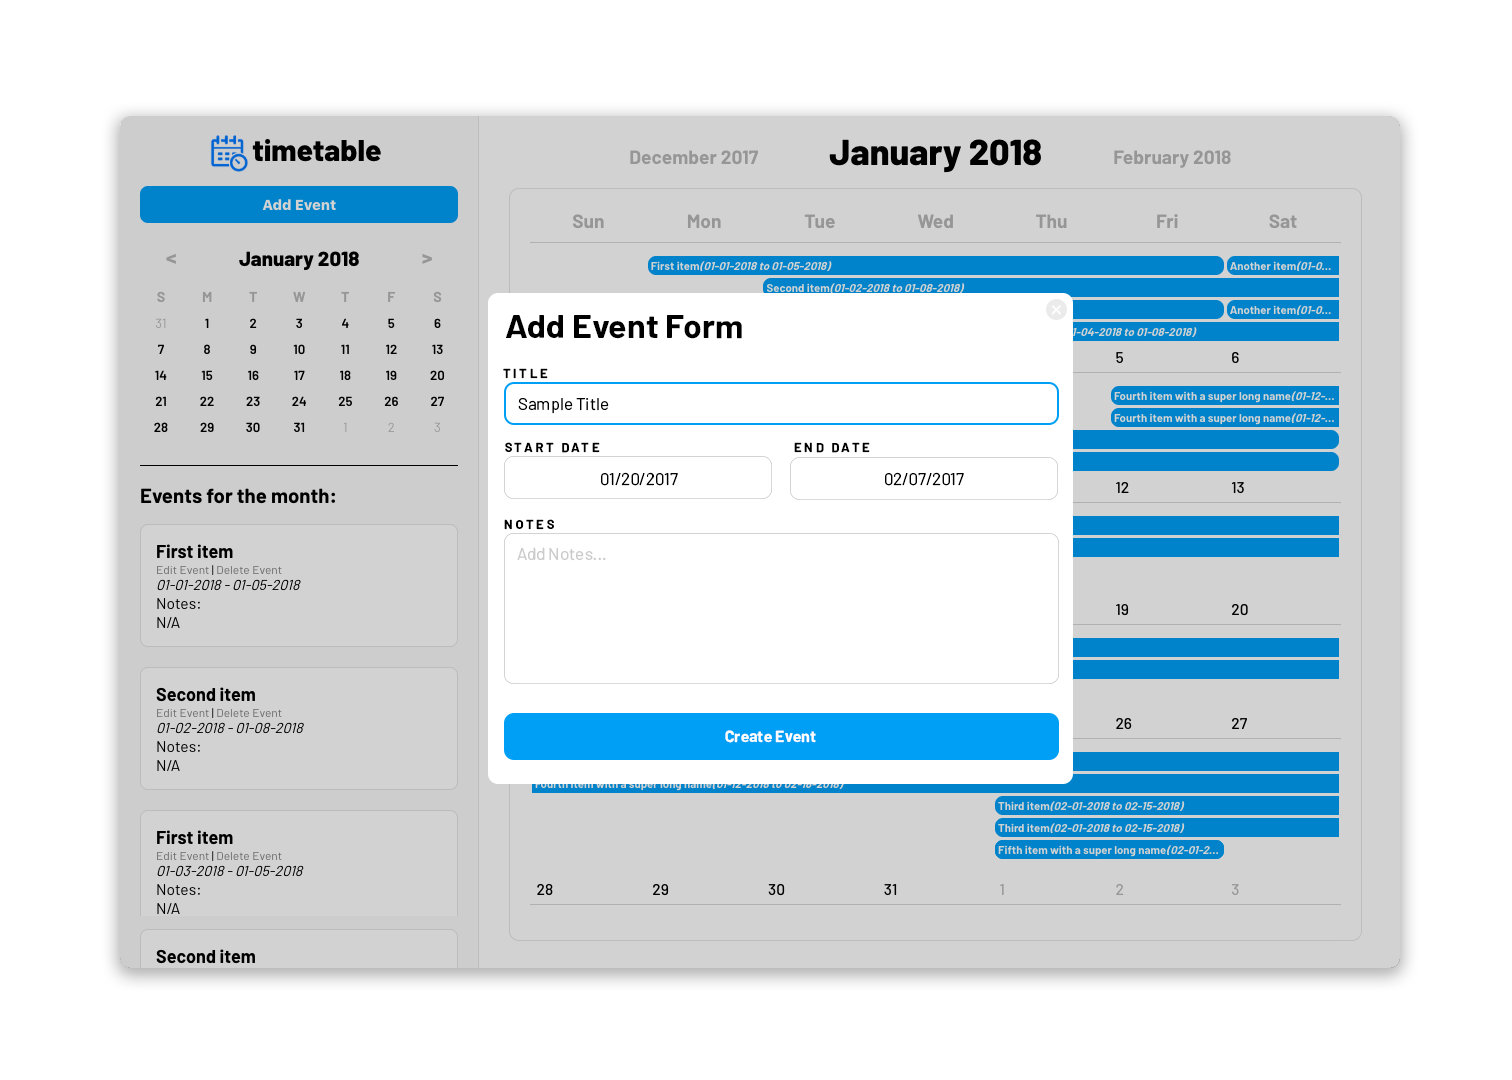 timetable
Add Event
< January 2018 >
S M T W T F S
31 1 2 3 4 5 6
7 8 9 10 11 12 13
14 15 16 17 18 19 20
21 22 23 24 25 26 27
28 29 30 31 1 2 3
Events for the month:
First item
Edit Event | Delete Event
01-01-2018 - 01-05-2018
Notes:
N/A
Second item
Edit Event | Delete Event
01-02-2018 - 01-08-2018
Notes:
N/A
First item
Edit Event | Delete Event
01-03-2018 - 01-05-2018
Notes:
N/A
Second item
December 2017 January 2018 February 2018
Sun Mon Tue Wed Thu Fri Sat
First item(01-01-2018 to 01-05-2018) Another item(01-0...
Second item(01-02-2018 to 01-08-2018)
Another item(01-0...
1-04-2018 to 01-08-2018)
5 6
Fourth item with a super long name(01-12-...
Fourth item with a super long name(01-12-...
12 13
19 20
26 27
Add Event Form
TITLE
Sample Title
START DATE END DATE
01/20/2017 02/07/2017
NOTES
Add Notes...
Create Event
Fourth item with a super long name(01-12-2018 to 02-16-2018)
Third item(02-01-2018 to 02-15-2018)
Third item(02-01-2018 to 02-15-2018)
Fifth item with a super long name(02-01-2...
28 29 30 31 1 2 3